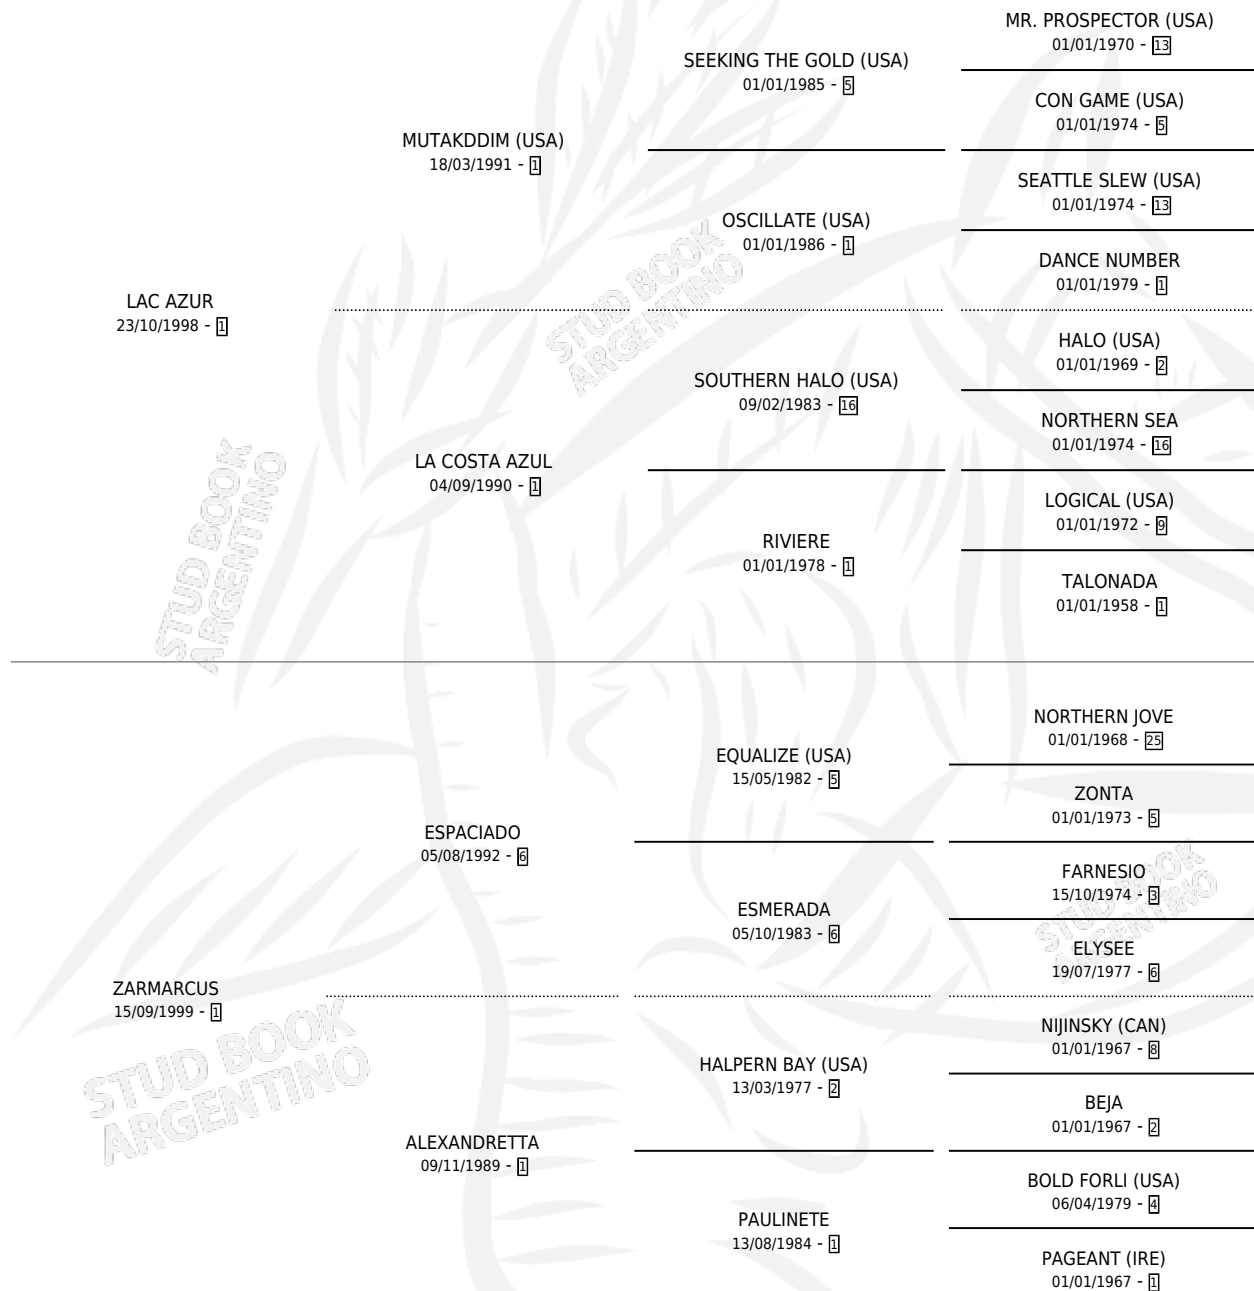 MR. PROSPECTOR (USA)
01/01/1970 - 13
SEEKING THE GOLD (USA)
01/01/1985 - 5
CON GAME (USA)
01/01/1974 - 5
MUTAKDDIM (USA)
18/03/1991 - 1
SEATTLE SLEW (USA)
01/01/1974 - 13
OSCILLATE (USA)
01/01/1986 - 1
DANCE NUMBER
01/01/1979 - 1
STUD BOOK
ARGENTINO
LAC AZUR
23/10/1998 - 1
HALO (USA)
01/01/1969 - 2
SOUTHERN HALO (USA)
09/02/1983 - 16
NORTHERN SEA
01/01/1974 - 16
LA COSTA AZUL
04/09/1990 - 1
LOGICAL (USA)
01/01/1972 - 9
RIVIERE
01/01/1978 - 1
TALONADA
01/01/1958 - 1
STUD BOOK
ARGENTINO
NORTHERN JOVE
01/01/1968 - 25
EQUALIZE (USA)
15/05/1982 - 5
ZONTA
01/01/1973 - 5
ESPACIADO
05/08/1992 - 6
FARNESIO
15/10/1974 - 3
ESMERADA
05/10/1983 - 6
STUD BOOK
ARGENTINO
ELYSEE
19/07/1977 - 6
ZARMARCUS
15/09/1999 - 1
NIJINSKY (CAN)
01/01/1967 - 8
HALPERN BAY (USA)
13/03/1977 - 2
STUD BOOK
ARGENTINO
BEJA
01/01/1967 - 2
ALEXANDRETTA
09/11/1989 - 1
BOLD FORLI (USA)
06/04/1979 - 4
PAULINETE
13/08/1984 - 1
PAGEANT (IRE)
01/01/1967 - 1